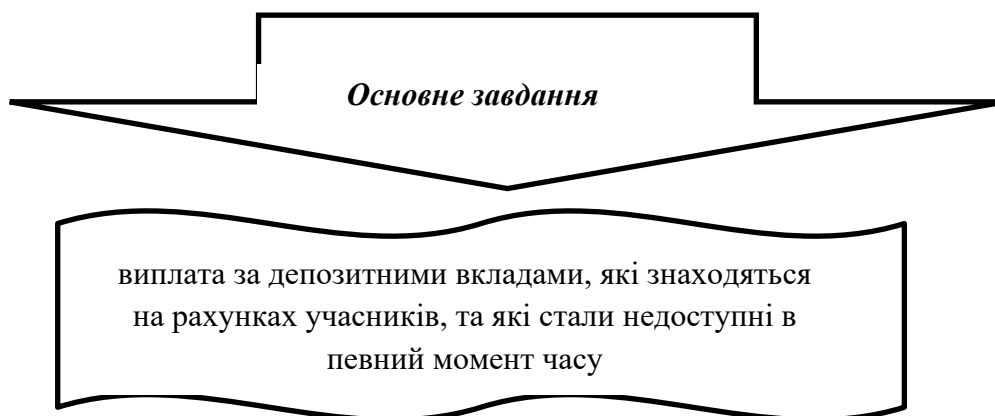 Основне завдання
виплата за депозитними вкладами, які знаходяться
на рахунках учасників, та які стали недоступні в
певний момент часу